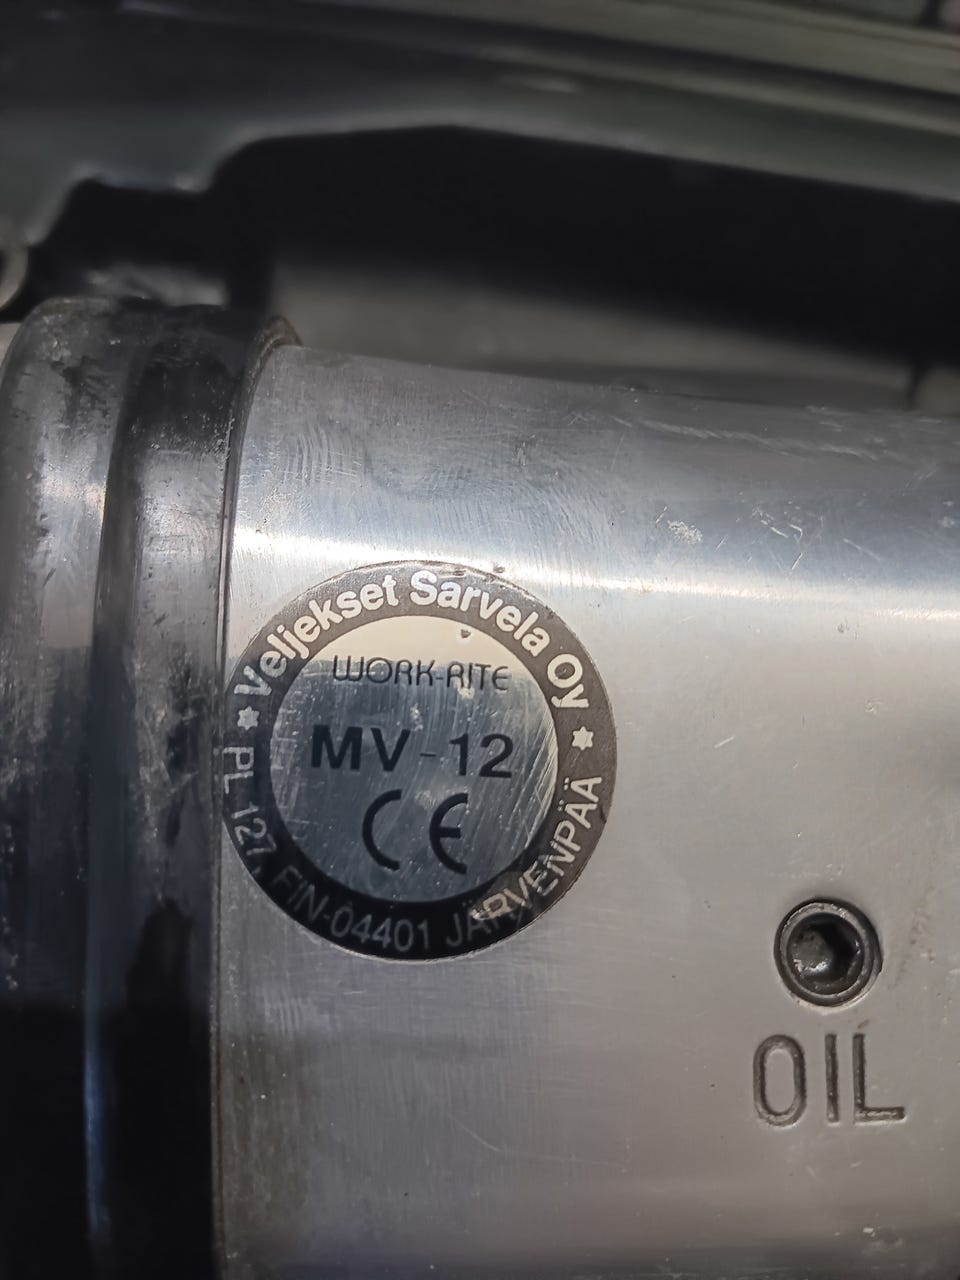 Veljekset Sarvela Oy
WORK-RITE
MV-12
CE
PL 127, FIN-04401 JÄRVENPÄÄ
OIL